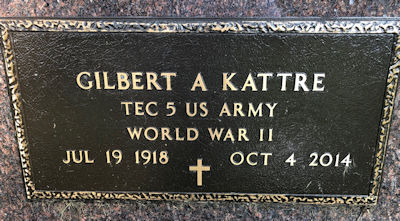 GILBERT A KATTRE
TEC 5 US ARMY
WORLD WAR II
JUL 19 1918 OCT 4 2014